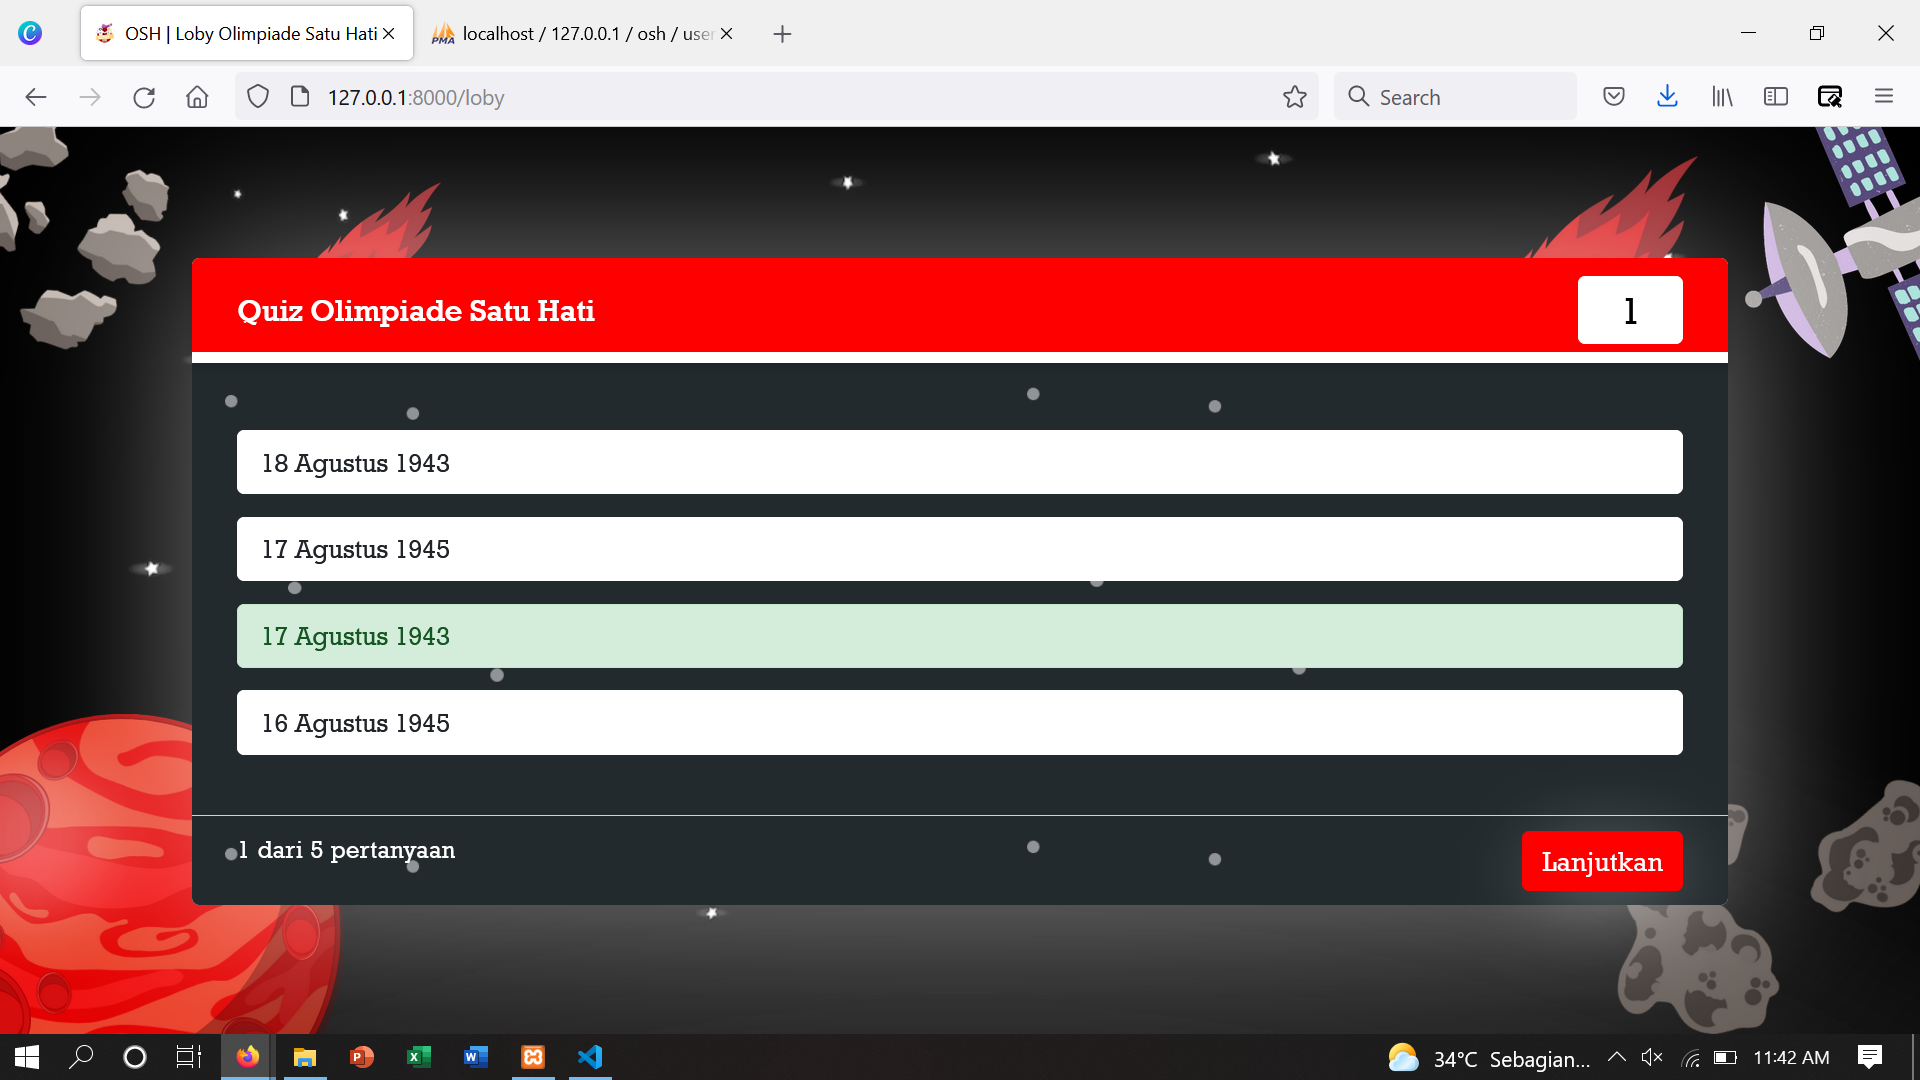 OSH | Loby Olimpiade Satu Hati
localhost / 127.0.0.1 / osh / user
127.0.0.1:8000/loby
Search
Quiz Olimpiade Satu Hati
1
18 Agustus 1943
17 Agustus 1945
17 Agustus 1943
16 Agustus 1945
1 dari 5 pertanyaan
Lanjutkan
34°C Sebagian...
11:42 AM